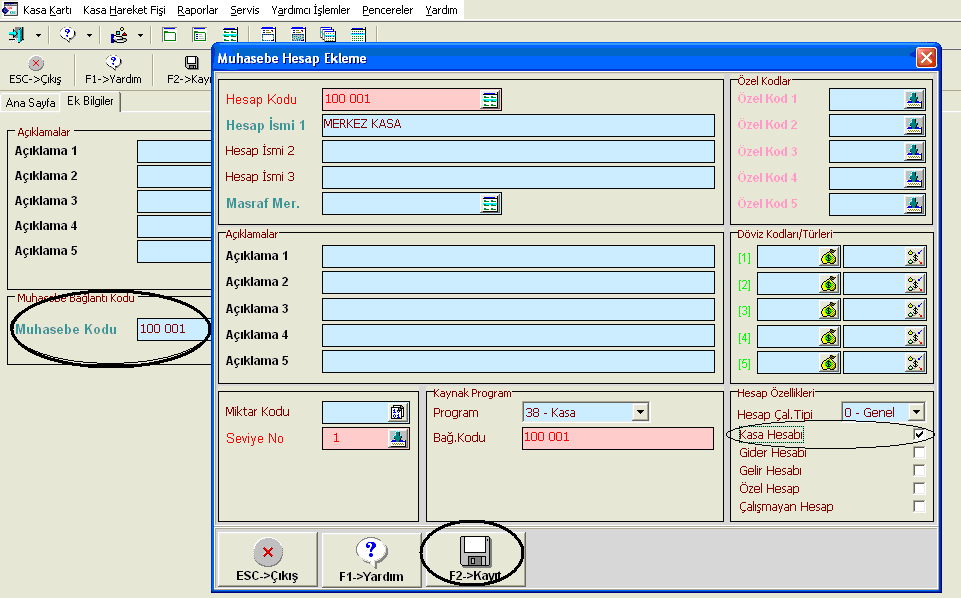 Kasa Kartı Kasa Hareket Fişi Raporlar Servis Yardımcı İşlemler Pencereler Yardım
ESC->Çıkış F1->Yardım F2->Kayı
Ana Sayfa Ek Bilgiler
Açıklamalar
Açıklama 1
Açıklama 2
Açıklama 3
Açıklama 4
Açıklama 5
Muhasebe Bağlantı Kodu
Muhasebe Kodu 100 001
Muhasebe Hesap Ekleme
Hesap Kodu 100 001
Hesap İsmi 1 MERKEZ KASA
Hesap İsmi 2
Hesap İsmi 3
Masraf Mer.
Özel Kodlar
Özel Kod 1
Özel Kod 2
Özel Kod 3
Özel Kod 4
Özel Kod 5
Açıklamalar
Açıklama 1
Açıklama 2
Açıklama 3
Açıklama 4
Açıklama 5
Döviz Kodları/Türleri
[1]
[2]
[3]
[4]
[5]
Miktar Kodu
Seviye No 1
Kaynak Program
Program 38 - Kasa
Bağ.Kodu 100 001
Hesap Özellikleri
Hesap Çal.Tipi 0 - Genel
Kasa Hesabı
Gider Hesabı
Gelir Hesabı
Özel Hesap
Çalışmayan Hesap
ESC->Çıkış F1->Yardım F2->Kayıt